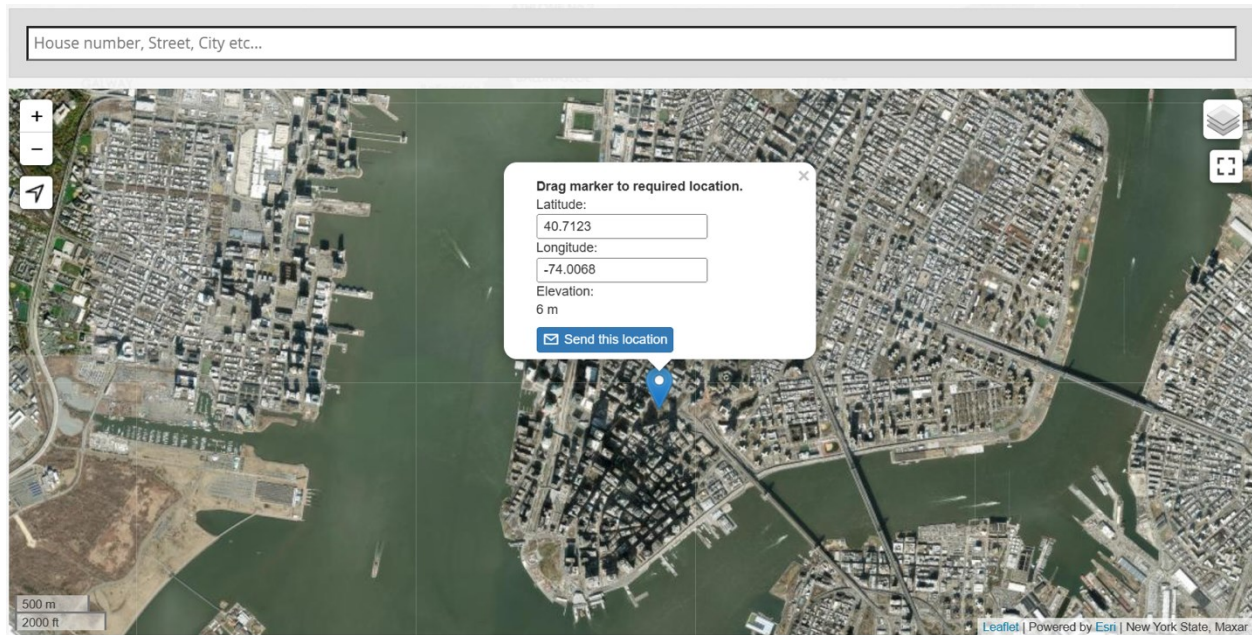 House number, Street, City etc...
+
−
Drag marker to required location.
×
Latitude:
40.7123
Longitude:
-74.0068
Elevation:
6 m
Send this location
500 m
2000 ft
Leaflet | Powered by Esri | New York State, Maxar